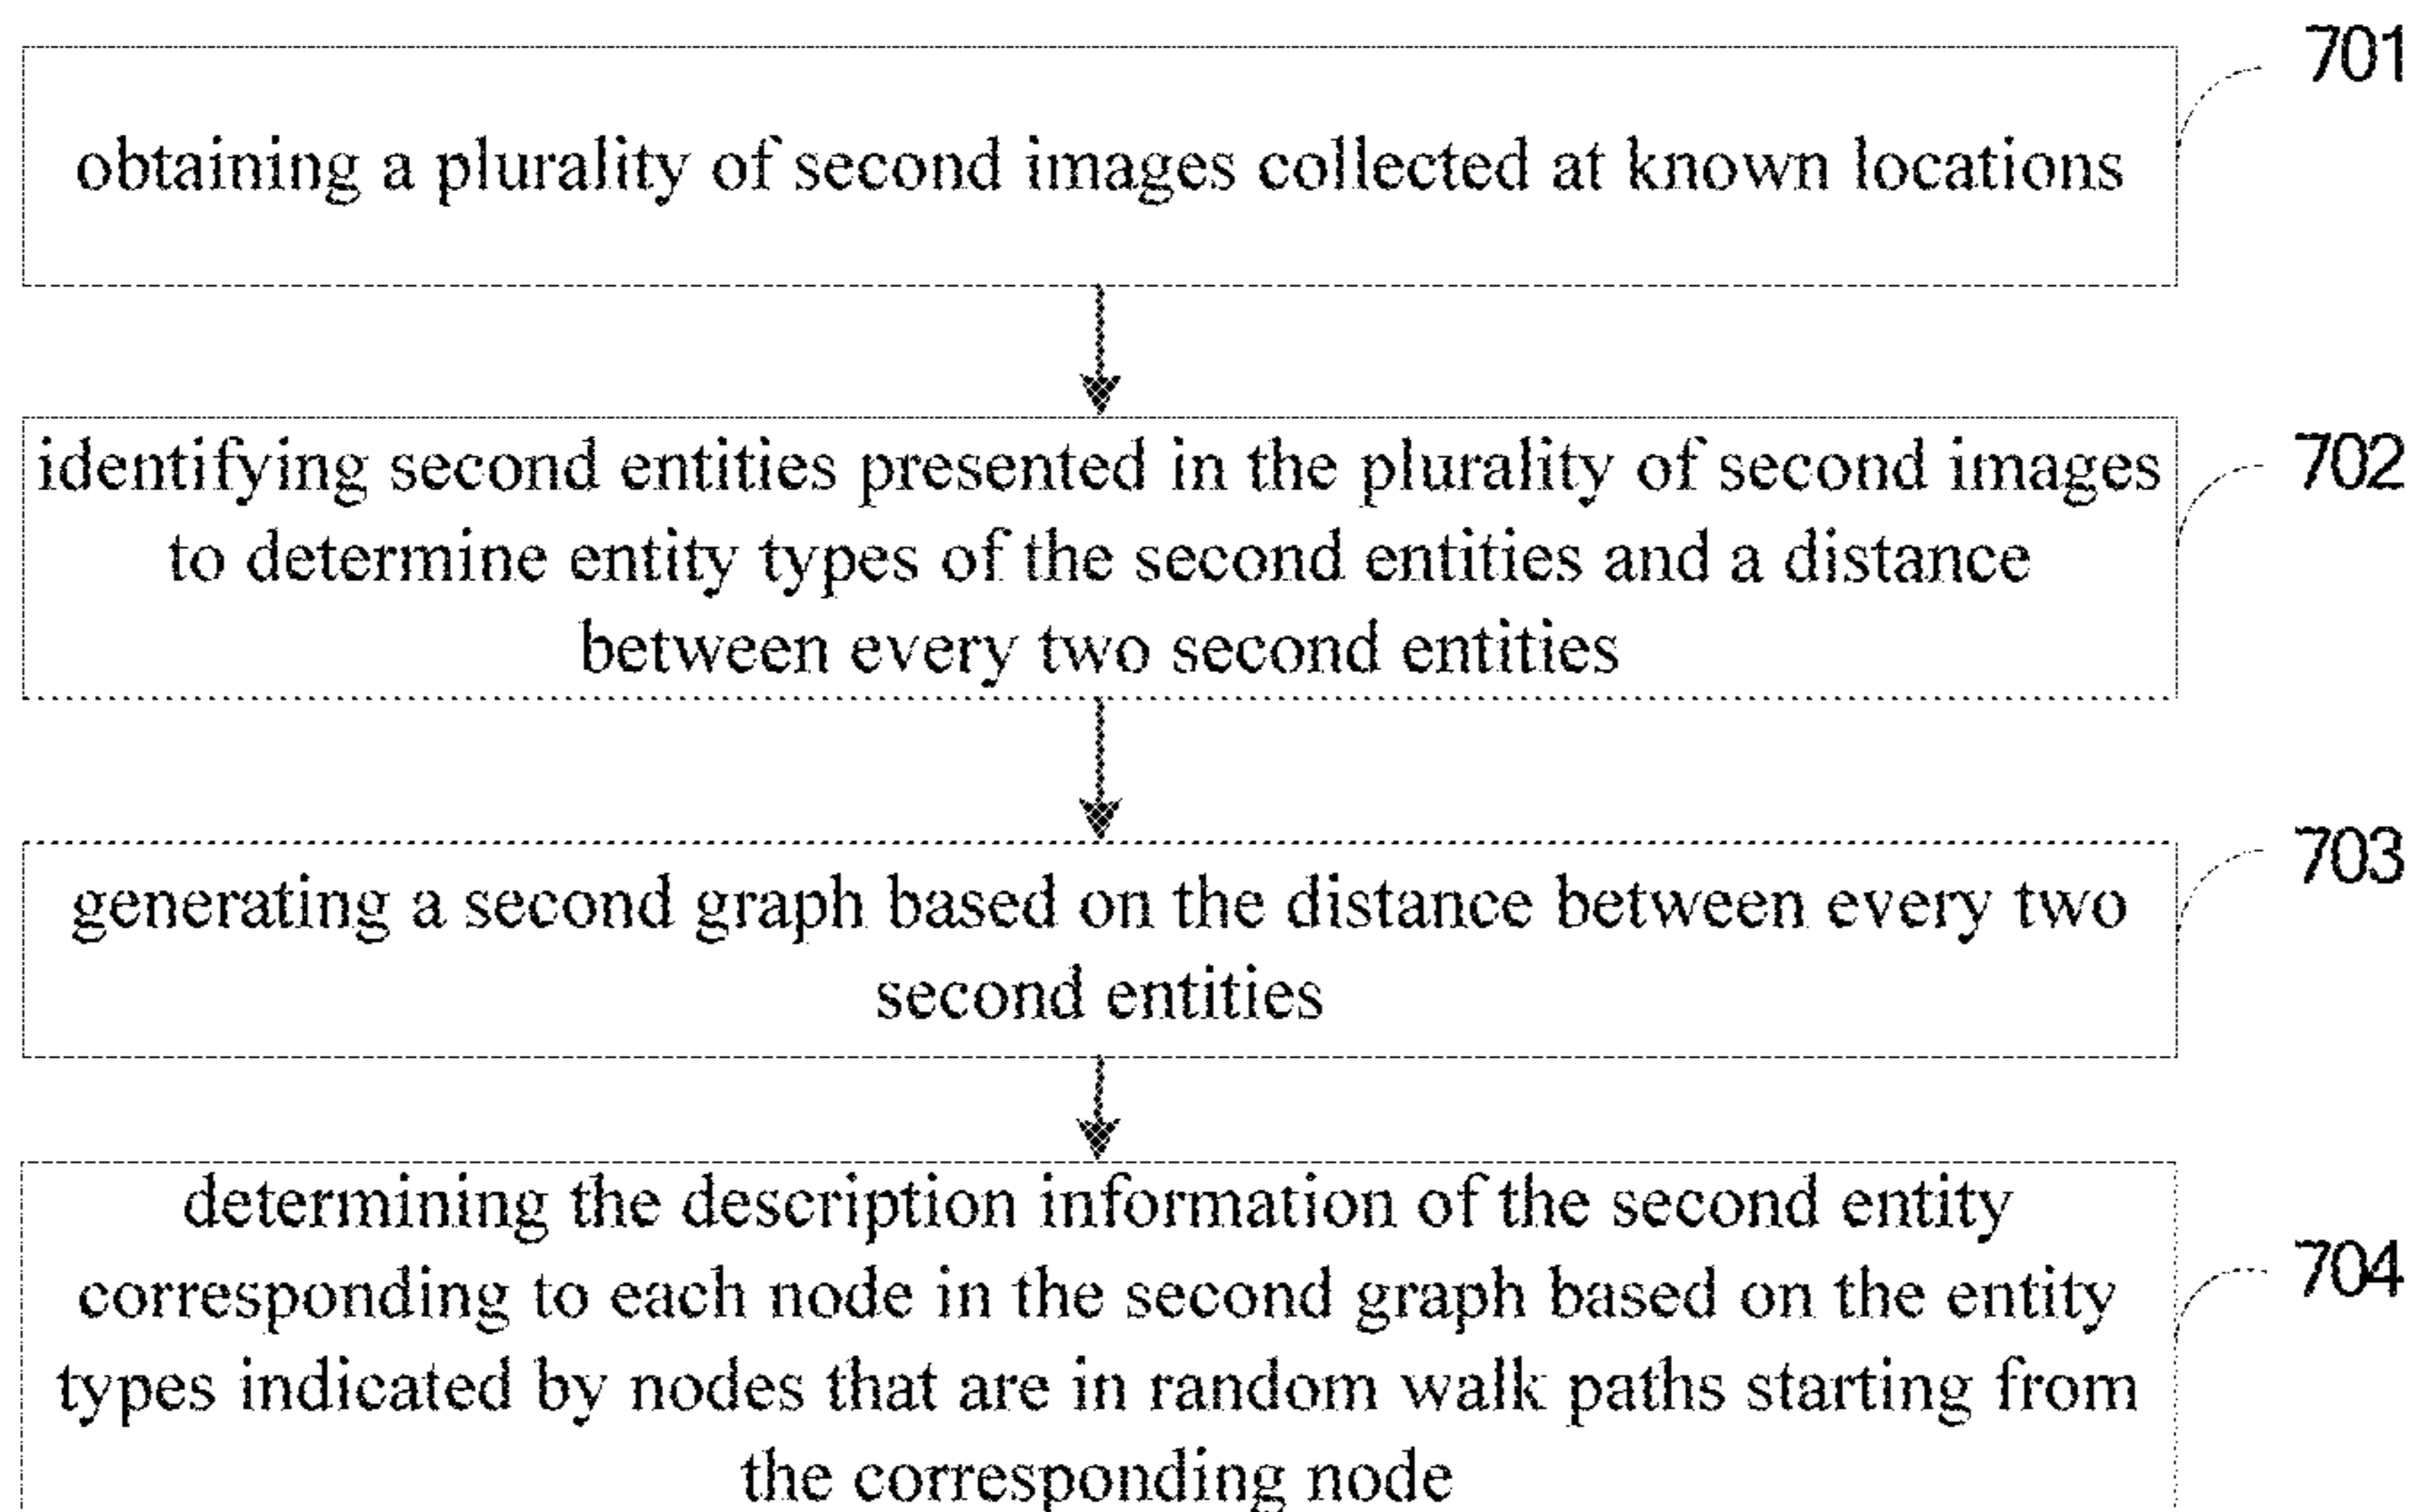 701
obtaining a plurality of second images collected at known locations
702
identifying second entities presented in the plurality of second images
to determine entity types of the second entities and a distance
between every two second entities
703
generating a second graph based on the distance between every two
second entities
704
determining the description information of the second entity
corresponding to each node in the second graph based on the entity
types indicated by nodes that are in random walk paths starting from
the corresponding node